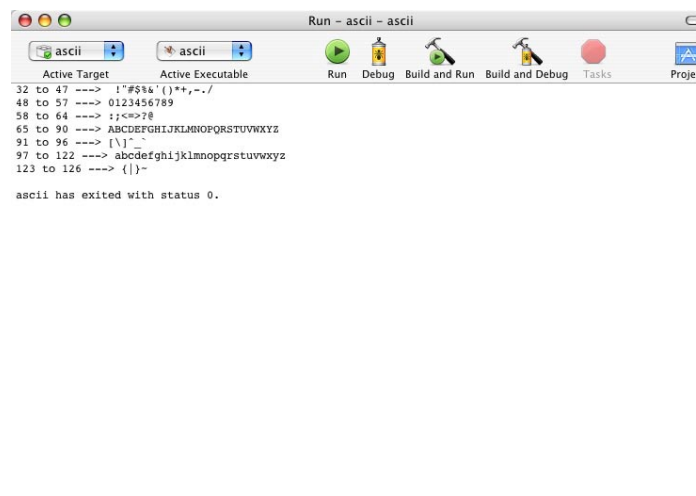 Run – ascii – ascii
ascii ascii
Active Target Active Executable Run Debug Build and Run Build and Debug Tasks
32 to 47 ---> !"#$%&'()*+,-./
48 to 57 ---> 0123456789
58 to 64 ---> :;<=>?@
65 to 90 ---> ABCDEFGHIJKLMNOPQRSTUVWXYZ
91 to 96 ---> [\]^_`
97 to 122 ---> abcdefghijklmnopqrstuvwxyz
123 to 126 ---> {|}~
ascii has exited with status 0.